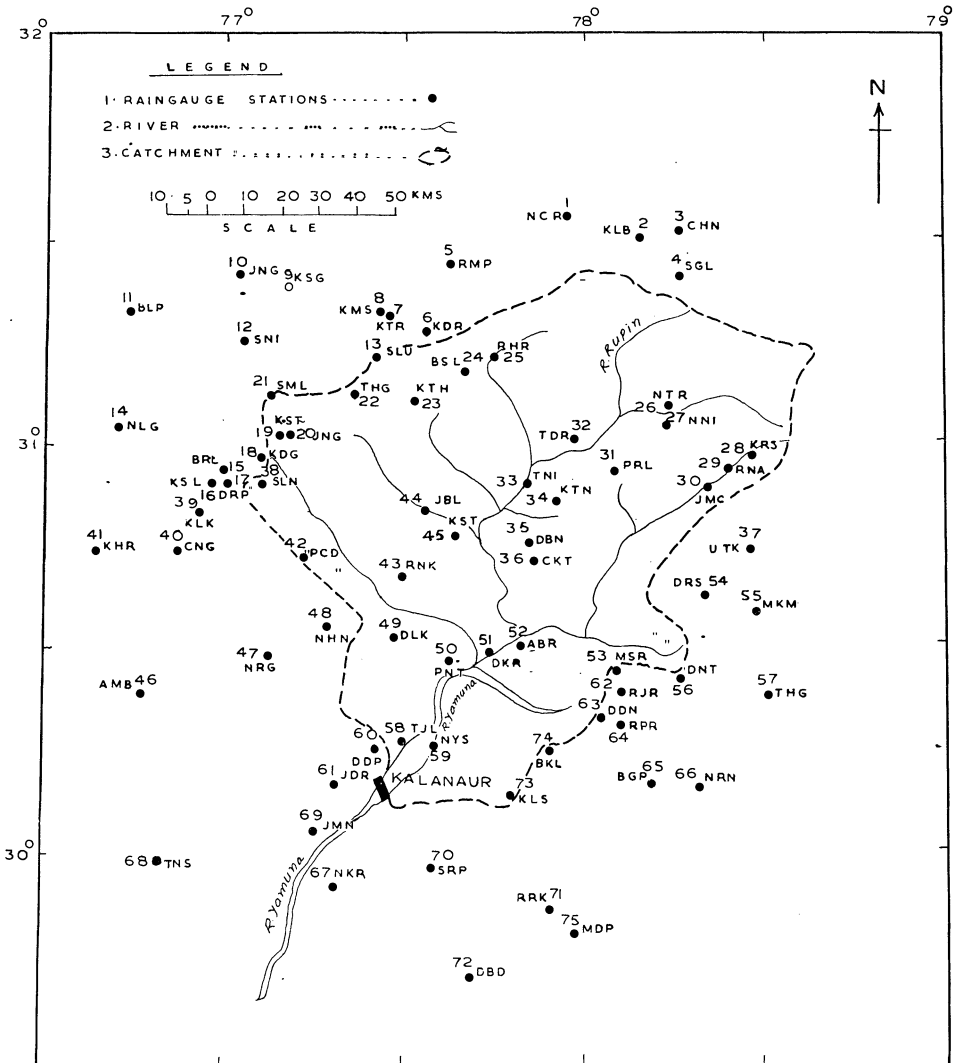 77°
78°
79°
32°
LEGEND
1. RAINGAUGE STATIONS
2. RIVER
3. CATCHMENT
10 5 0 10 20 30 40 50 KMS
SCALE
N
1 NCR
KLB 2
3 CHN
4 SGL
5 RMP
10 JNG
9 KSG
11 BLP
8 KMS
7 KTR
6 KDR
12 SNI
13 SLU
BSL 24
RHR 25
R. Rupin
21 SML
THG 22
KTH 23
NTR 26
27 NNI
14 NLG
31°
KST 19
20 JNG
TDR 32
28 KRS
18 KDG
BRL 15
29 RNA
31 PRL
KSL 16
17 DRP
38 SLN
33 TNI
34 KTN
30 JMC
39 KLK
44 JBL
KST 45
35 DBN
36 CKT
41 KHR
40 CNG
42 PCD
43 RNK
37 UTK
DRS 54
55 MKM
48 NHN
49 DLK
47 NRG
50 PNT
51 DKR
52 ABR
53 MSR
DNT 56
AMB 46
57 THG
62 RJR
63 DDN
RPR 64
R. Yamuna
58 TJL
NYS 59
60 DDP
74 BKL
61 JDR
KALANAUR
73 KLS
BGP 65
66 NRN
69 JMN
30°
68 TNS
R. Yamuna
67 NKR
70 SRP
RRK 71
75 MDP
72 DBD